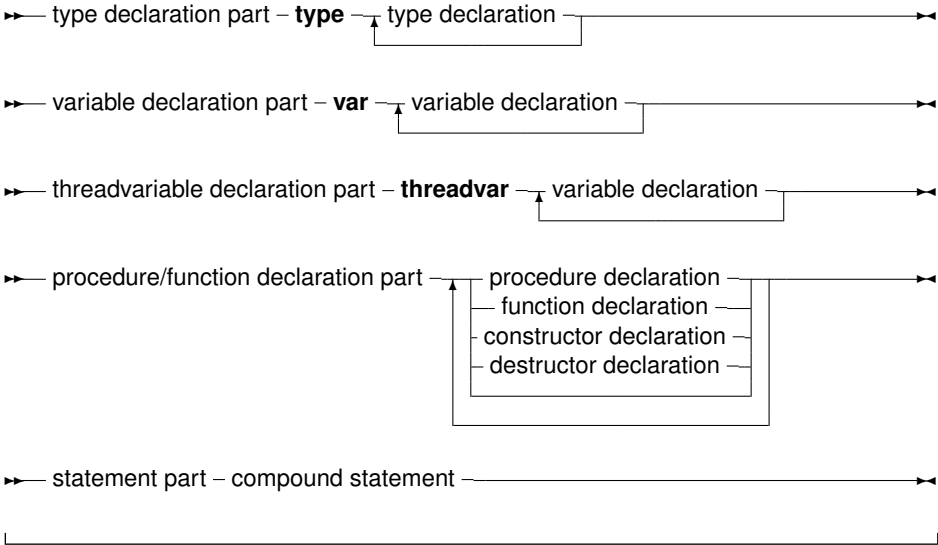 type declaration part – type – type declaration
variable declaration part – var – variable declaration
threadvariable declaration part – threadvar – variable declaration
procedure/function declaration part – procedure declaration
function declaration
constructor declaration
destructor declaration
statement part – compound statement